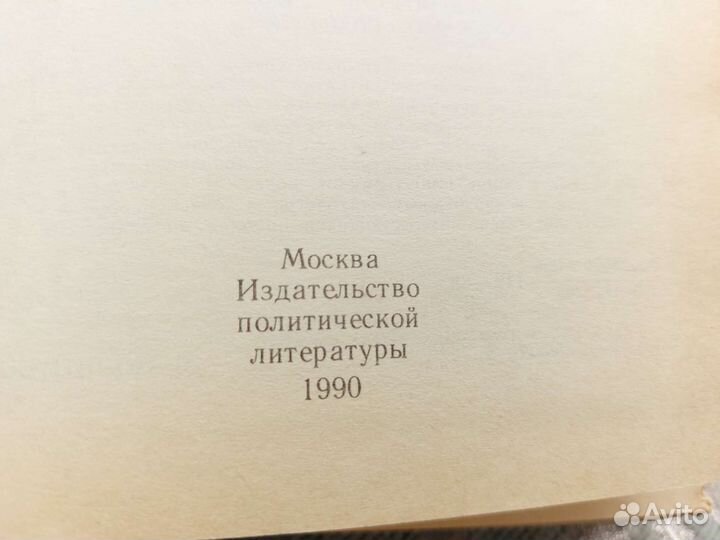 Москва
Издательство
политической
литературы
1990
Avito